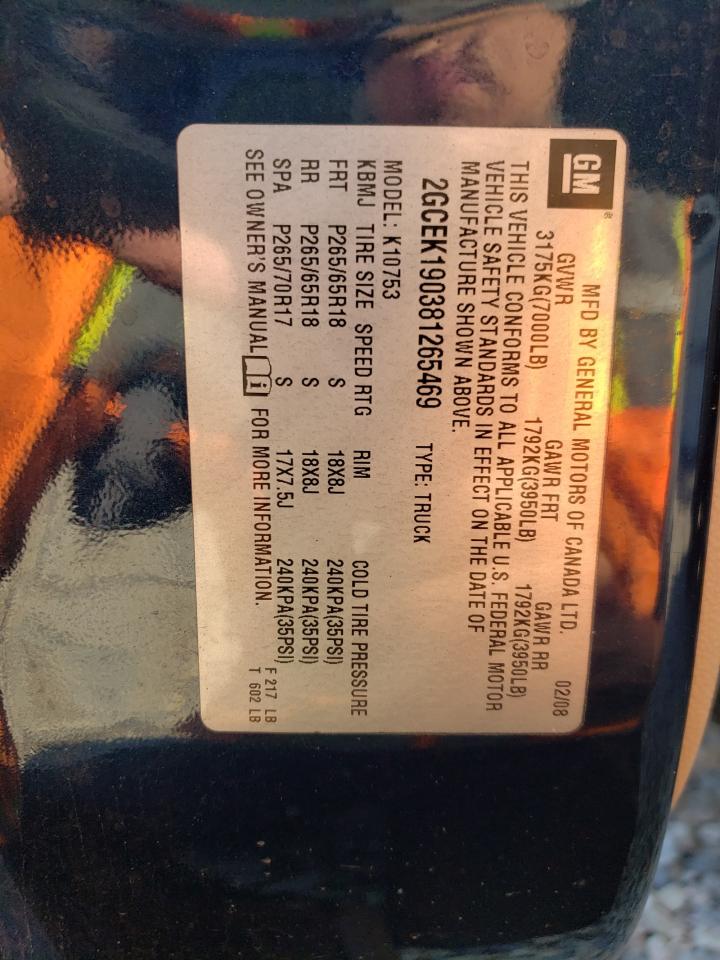 GM®
MFD BY GENERAL MOTORS OF CANADA LTD. 02/08
GVWR GAWR FRT GAWR RR
3175KG(7000LB) 1792KG(3950LB) 1792KG(3950LB)
THIS VEHICLE CONFORMS TO ALL APPLICABLE U.S. FEDERAL MOTOR
VEHICLE SAFETY STANDARDS IN EFFECT ON THE DATE OF
MANUFACTURE SHOWN ABOVE.
2GCEK190381265469 TYPE: TRUCK
MODEL: K10753
KBMJ TIRE SIZE SPEED RTG RIM COLD TIRE PRESSURE
FRT P265/65R18 S 18X8J 240KPA(35PSI)
RR P265/65R18 S 18X8J 240KPA(35PSI)
SPA P265/70R17 S 17X7.5J 240KPA(35PSI)
SEE OWNER'S MANUAL i FOR MORE INFORMATION.
F 217 LB
T 602 LB